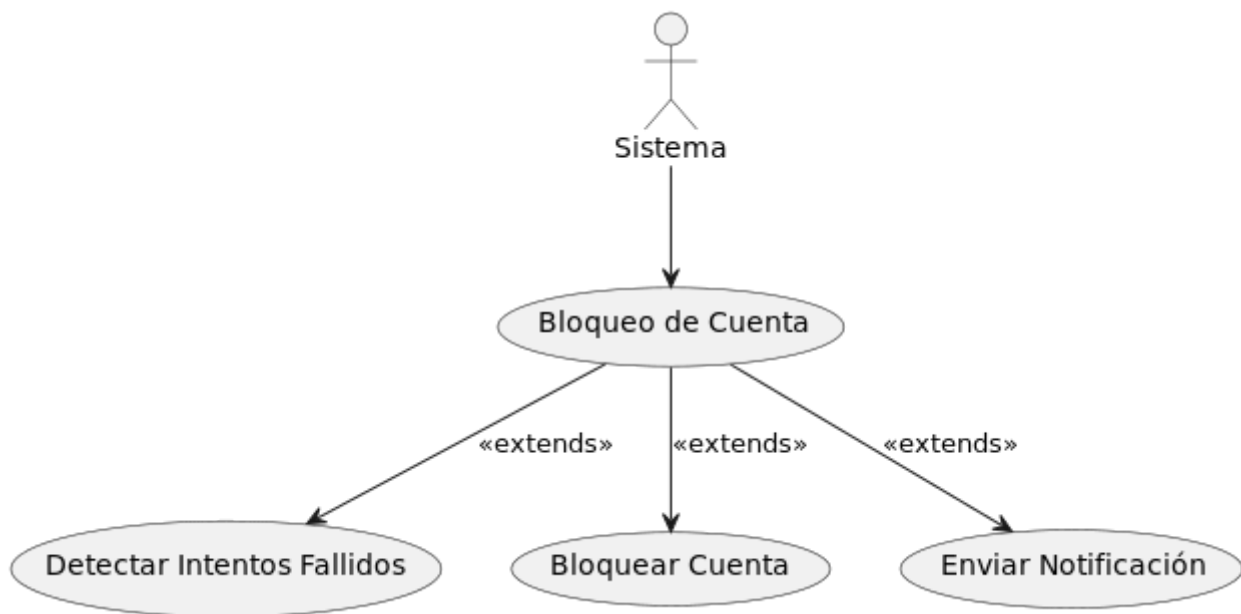 Sistema
Bloqueo de Cuenta
«extends»
«extends»
«extends»
Detectar Intentos Fallidos
Bloquear Cuenta
Enviar Notificación